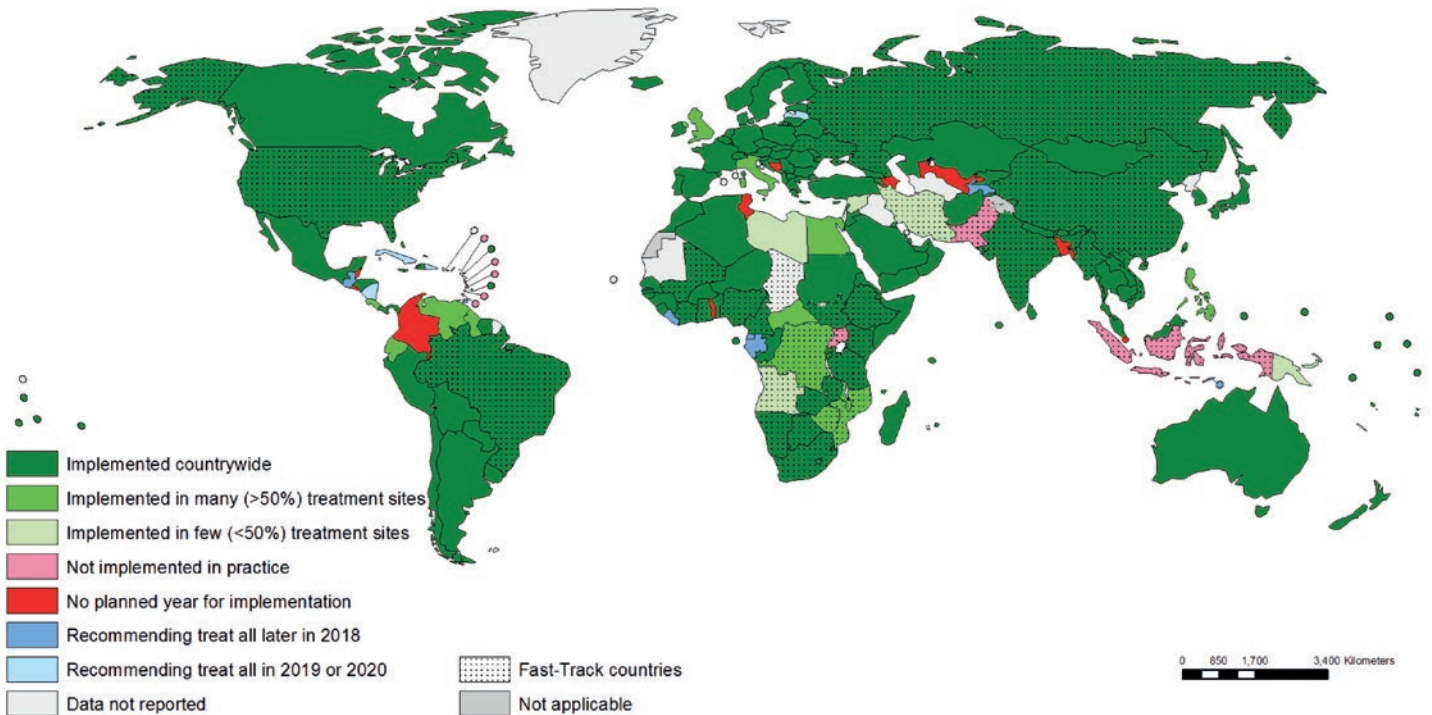 Implemented countrywide
Implemented in many (>50%) treatment sites
Implemented in few (<50%) treatment sites
Not implemented in practice
No planned year for implementation
Recommending treat all later in 2018
Recommending treat all in 2019 or 2020
Data not reported
Fast-Track countries
Not applicable
0 850 1,700 3,400 Kilometers